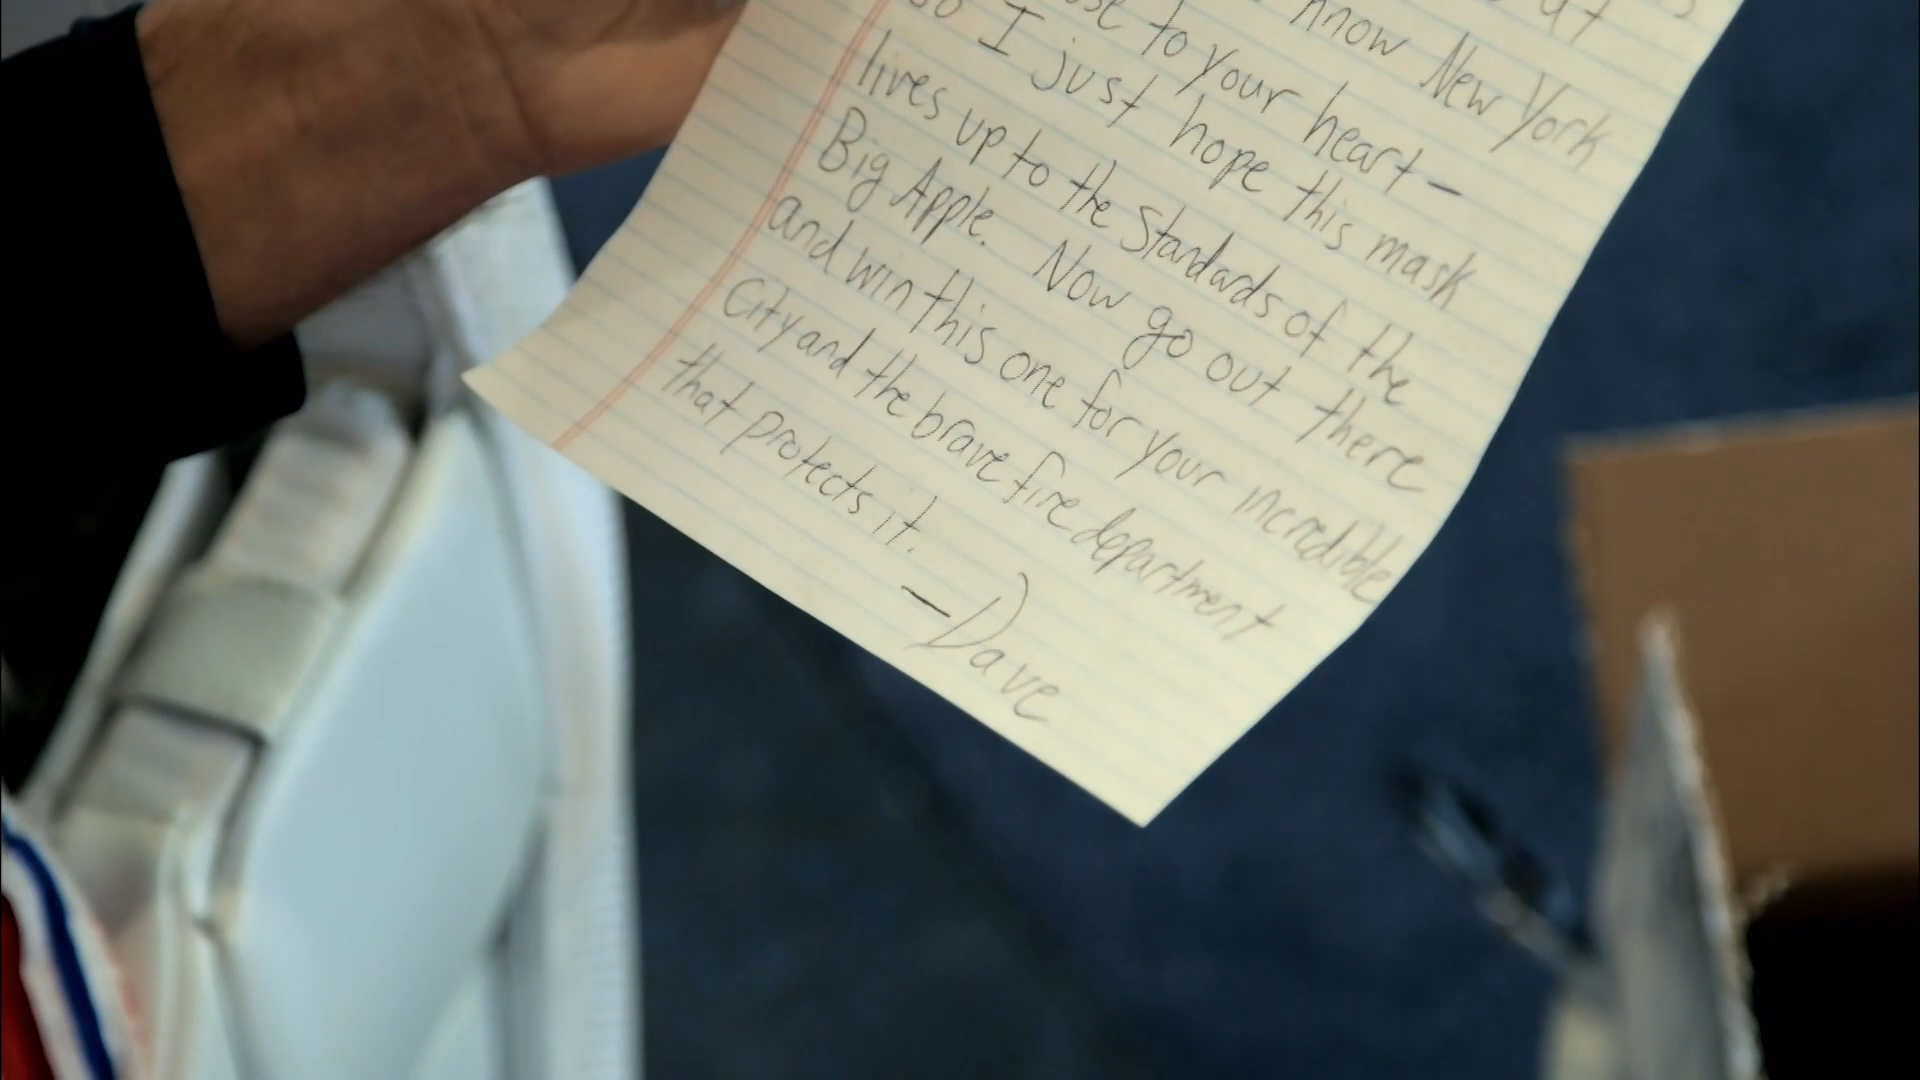 at
know New York
to your heart-
So I just hope this mask
lives up to the Standards of the
Big Apple. Now go out there
and win this one for your incredible
City and the brave fire department
that protects it.
-Dave